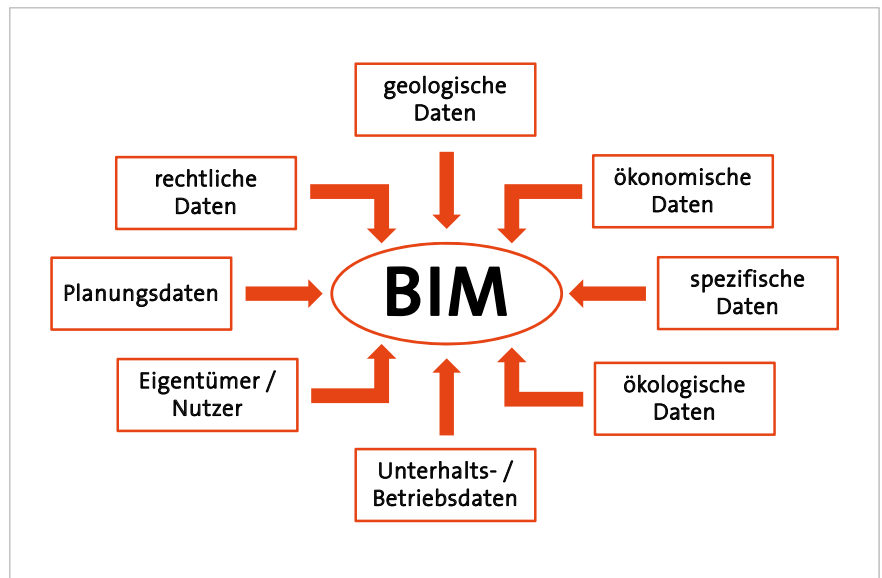 geologische
Daten
rechtliche
Daten
ökonomische
Daten
Planungsdaten
BIM
spezifische
Daten
Eigentümer /
Nutzer
ökologische
Daten
Unterhalts- /
Betriebsdaten